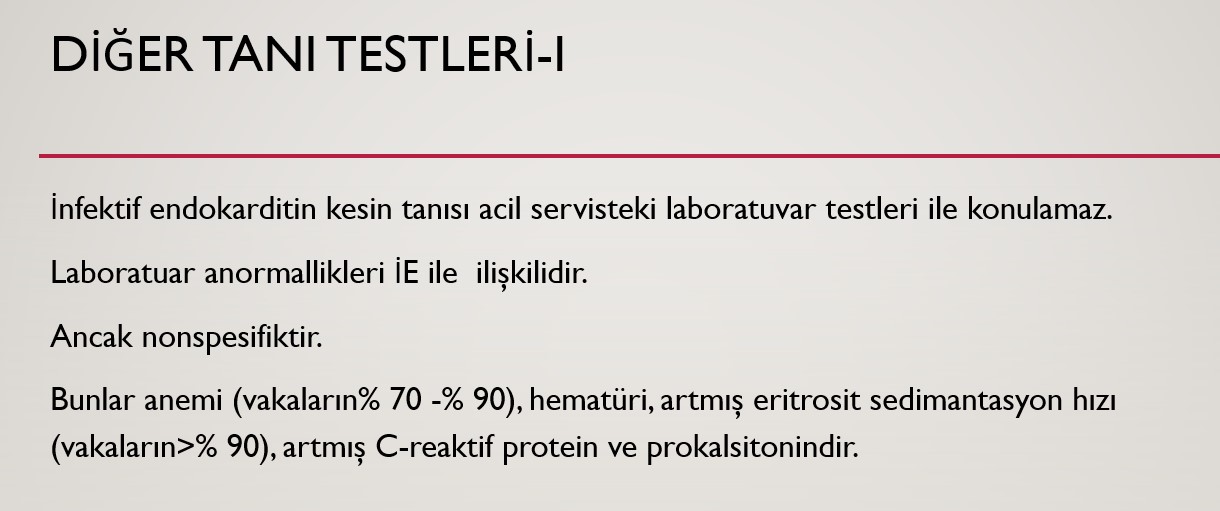 DİĞER TANI TESTLERİ-I
İnfektif endokarditin kesin tanısı acil servisteki laboratuvar testleri ile konulamaz.
Laboratuar anormallikleri İE ile  ilişkilidir.
Ancak nonspesifiktir.
Bunlar anemi (vakaların% 70 -% 90), hematüri, artmış eritrosit sedimantasyon hızı
(vakaların>% 90), artmış C-reaktif protein ve prokalsitonindir.